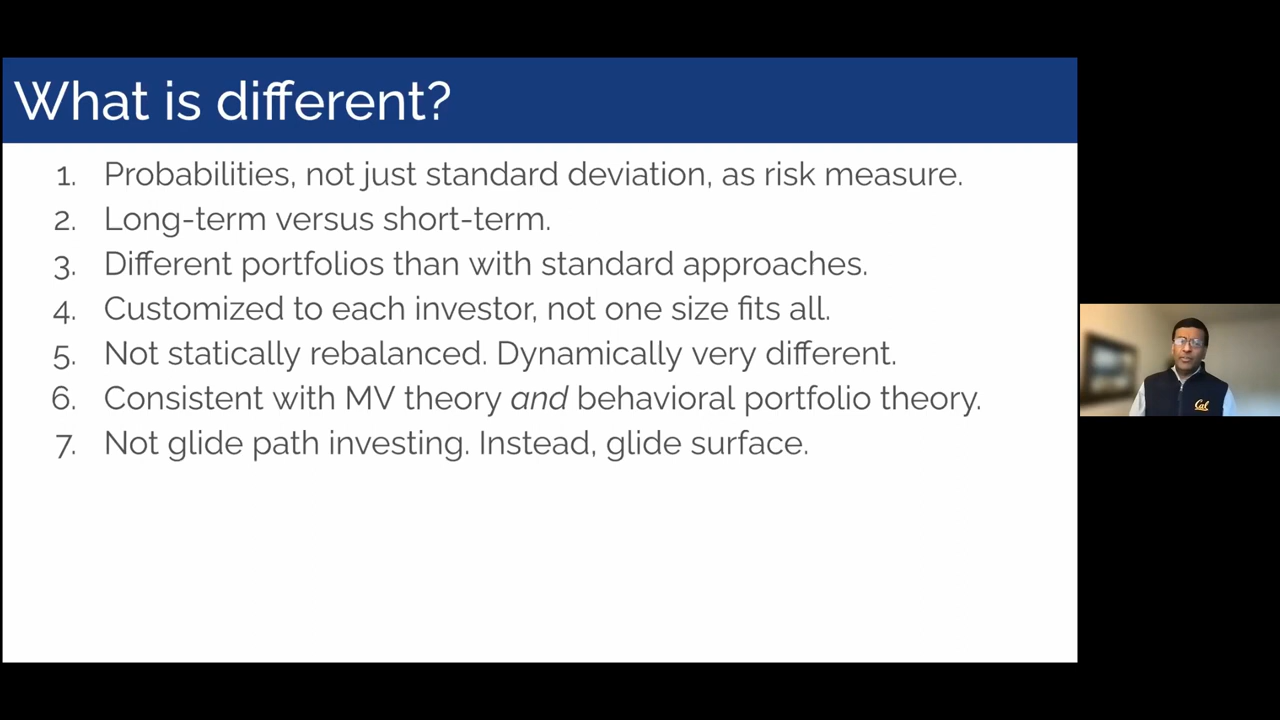 What is different?
1. Probabilities, not just standard deviation, as risk measure.
2. Long-term versus short-term.
3. Different portfolios than with standard approaches.
4. Customized to each investor, not one size fits all.
5. Not statically rebalanced. Dynamically very different.
6. Consistent with MV theory and behavioral portfolio theory.
7. Not glide path investing. Instead, glide surface.
Cal